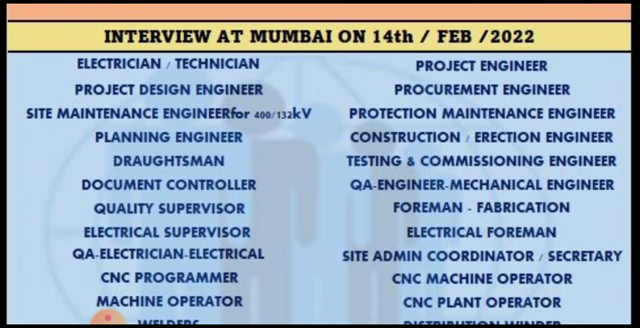 INTERVIEW AT MUMBAI ON 14th / FEB /2022
ELECTRICIAN / TECHNICIAN
PROJECT DESIGN ENGINEER
SITE MAINTENANCE ENGINEERfor 400/132kV
PLANNING ENGINEER
DRAUGHTSMAN
DOCUMENT CONTROLLER
QUALITY SUPERVISOR
ELECTRICAL SUPERVISOR
QA-ELECTRICIAN-ELECTRICAL
CNC PROGRAMMER
MACHINE OPERATOR
WELDERS
PROJECT ENGINEER
PROCUREMENT ENGINEER
PROTECTION MAINTENANCE ENGINEER
CONSTRUCTION / ERECTION ENGINEER
TESTING & COMMISSIONING ENGINEER
QA-ENGINEER-MECHANICAL ENGINEER
FOREMAN - FABRICATION
ELECTRICAL FOREMAN
SITE ADMIN COORDINATOR / SECRETARY
CNC MACHINE OPERATOR
CNC PLANT OPERATOR
DISTRIBUTION WINDER